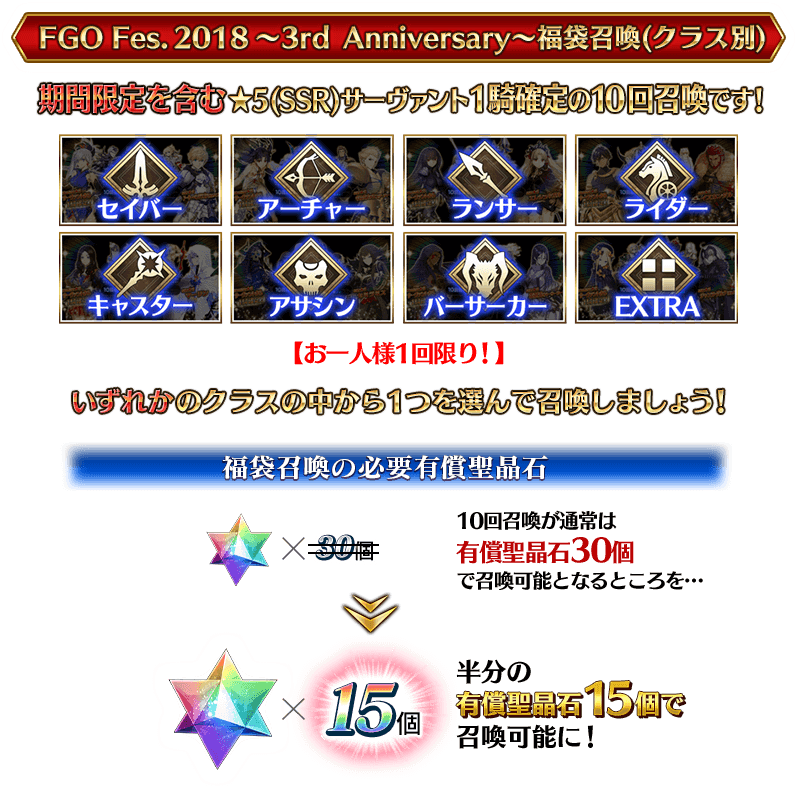 FGO Fes. 2018 ～3rd Anniversary～福袋召喚(クラス別)
期間限定を含む★5(SSR)サーヴァント1騎確定の10回召喚です!
セイバー
アーチャー
ランサー
ライダー
キャスター
アサシン
バーサーカー
EXTRA
【お一人様1回限り!】
いずれかのクラスの中から1つを選んで召喚しましょう!
福袋召喚の必要有償聖晶石
×30個
10回召喚が通常は
有償聖晶石30個
で召喚可能となるところを…
×15個
半分の
有償聖晶石15個で
召喚可能に!